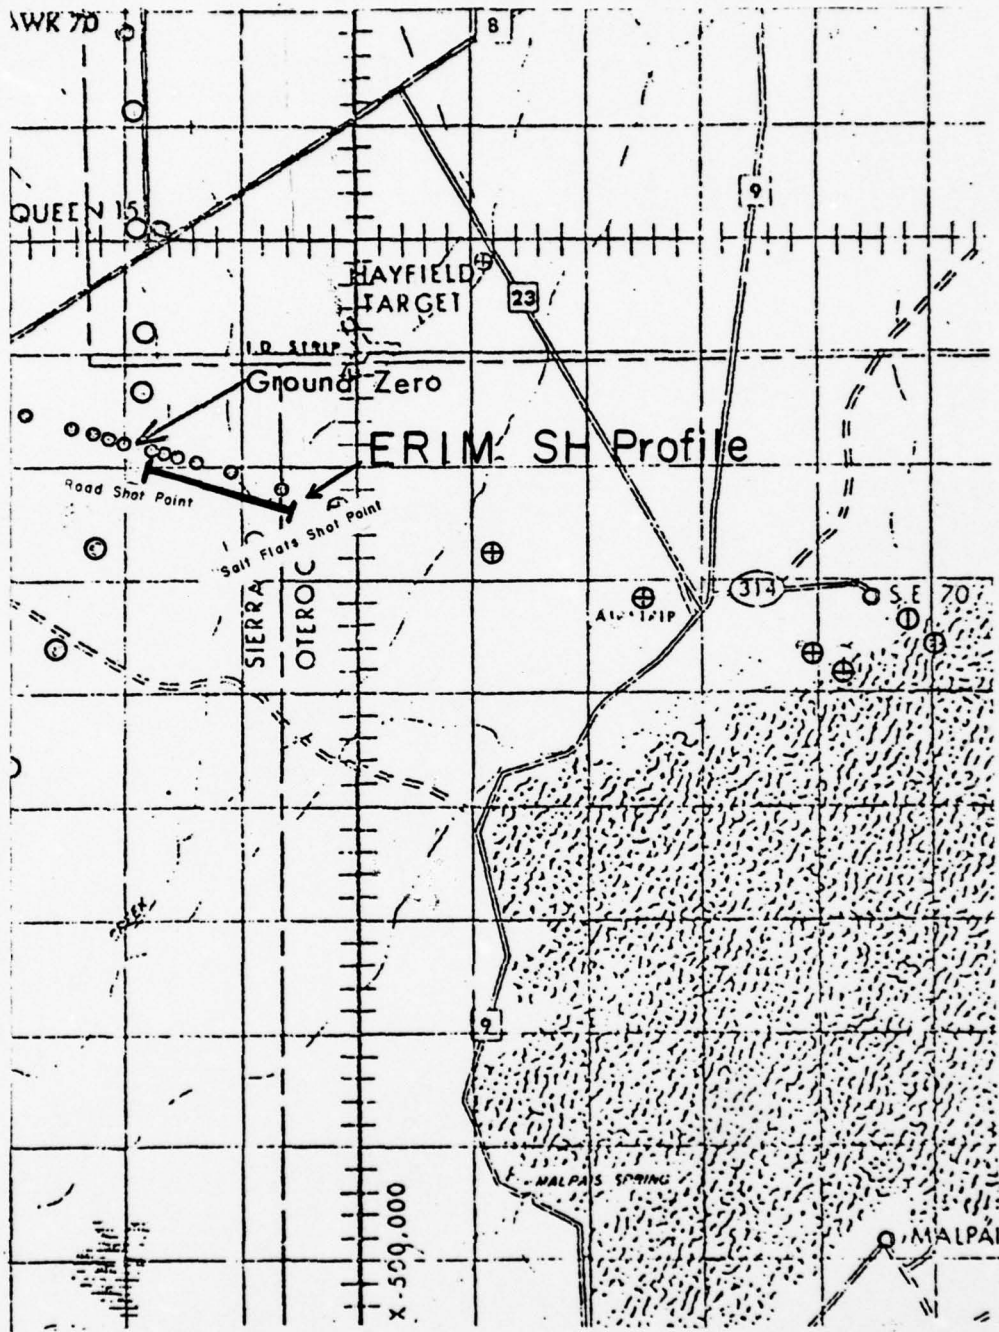 AWK 70
8
QUEEN 15
9
HAYFIELD
TARGET
23
I.D. STRIP
Ground Zero
ERIM SH Profile
Road Shot Point
Salt Flats Shot Point
SIERRA
OTERO
314
S.E. 70
9
MALPAIS SPRING
X - 500,000
MALPAI